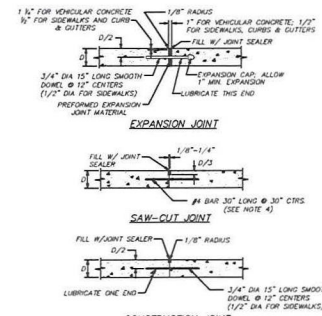 1 ¼" FOR VEHICULAR CONCRETE
½" FOR SIDEWALKS AND CURB
& GUTTERS
1/8" RADIUS
1" FOR VEHICULAR CONCRETE; 1/2"
FOR SIDEWALKS, CURBS & GUTTERS
D/2
FILL W/ JOINT SEALER
D
3/4" DIA 15" LONG SMOOTH
DOWEL @ 12" CENTERS
(1/2" DIA FOR SIDEWALKS)
EXPANSION CAP; ALLOW
1" MIN. EXPANSION
LUBRICATE THIS END
PREFORMED EXPANSION
JOINT MATERIAL
EXPANSION JOINT
FILL W/ JOINT
SEALER
1/8"-1/4"
D/3
D
#4 BAR 30" LONG @ 30" CTRS.
(SEE NOTE 4)
SAW-CUT JOINT
FILL W/JOINT SEALER
1/8" RADIUS
D/2
D
LUBRICATE ONE END
3/4" DIA 15" LONG SMOO
DOWEL @ 12" CENTERS
(1/2" DIA FOR SIDEWALKS,
CONSTRUCTION JOINT